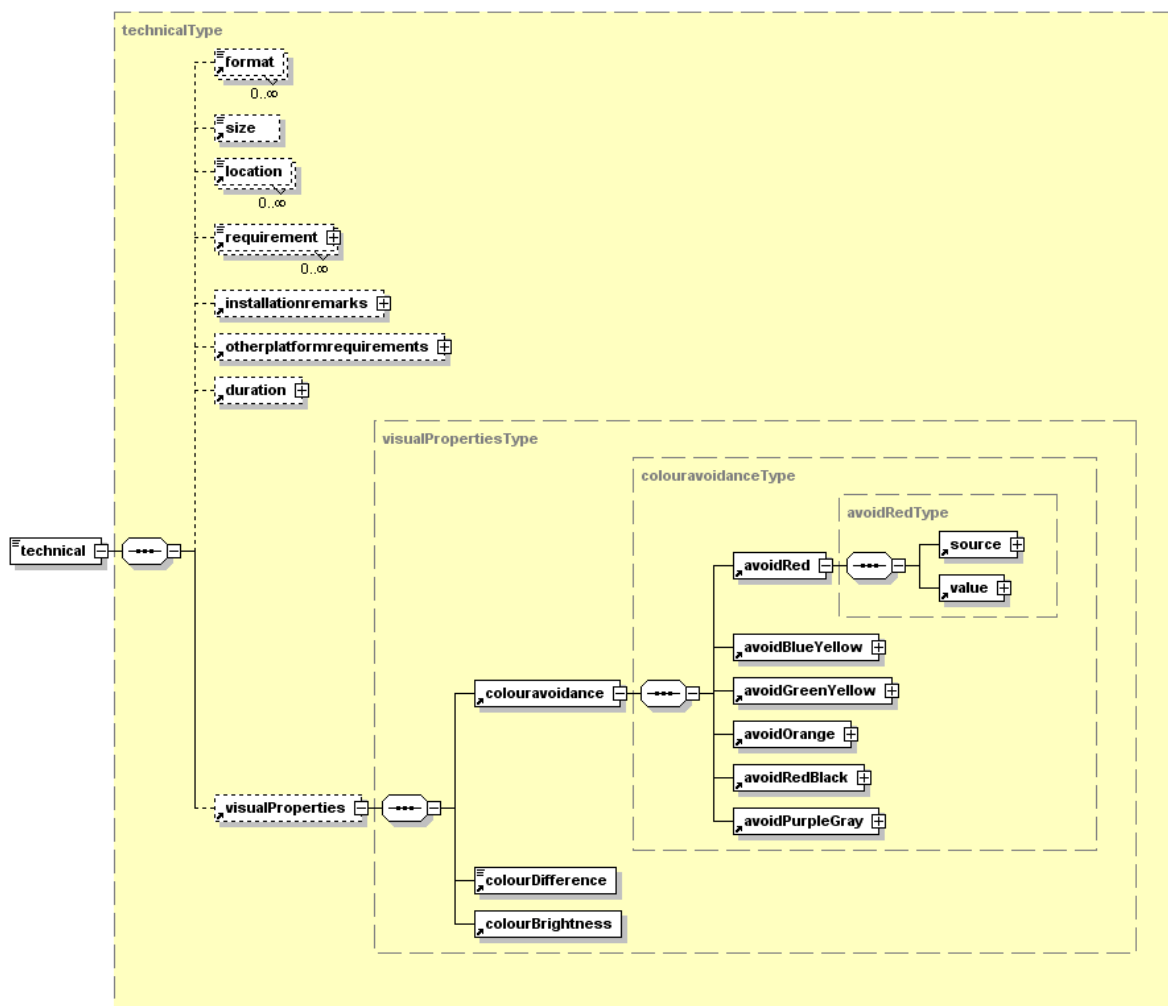 technicalType
format
0..∞
size
location
0..∞
requirement
0..∞
installationremarks
otherplatformrequirements
duration
visualPropertiesType
colouravoidanceType
avoidRedType
source
technical
avoidRed
value
avoidBlueYellow
avoidGreenYellow
colouravoidance
avoidOrange
avoidRedBlack
visualProperties
avoidPurpleGray
colourDifference
colourBrightness